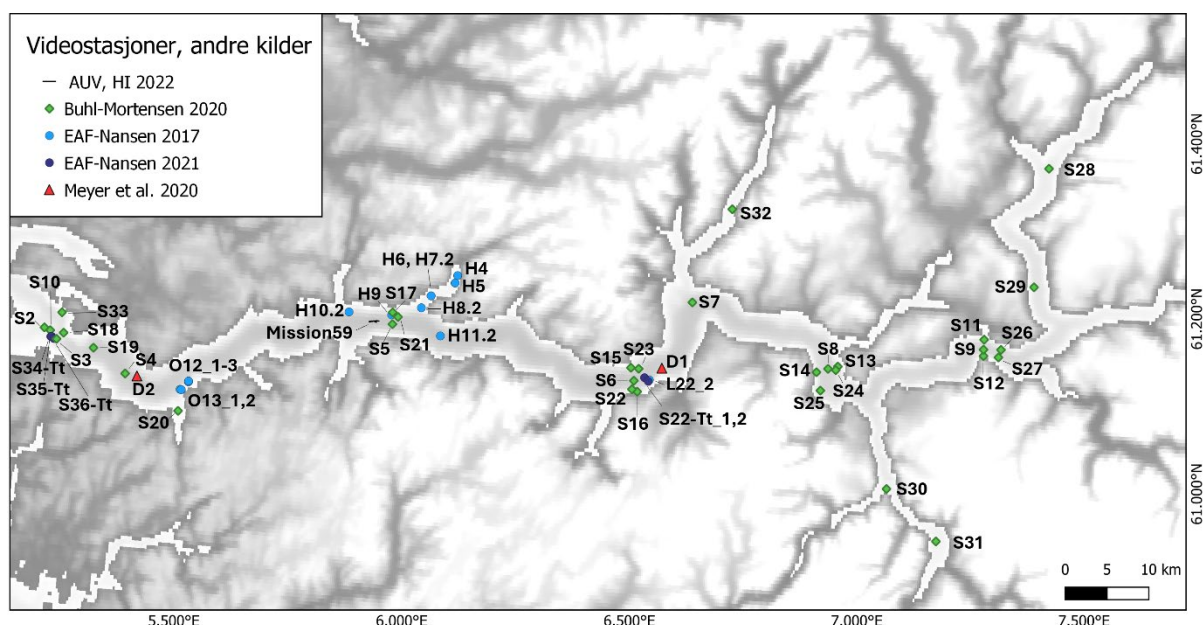 Videostasjoner, andre kilder
AUV, HI 2022
Buhl-Mortensen 2020
EAF-Nansen 2017
EAF-Nansen 2021
Meyer et al. 2020
61.400°N
S28
S32
H6, H7.2
H4
H5
S10
S33
H9
S17
S29
H10.2
H8.2
S7
S2
S18
Mission59
H11.2
S11
S26
61.200°N
S19
S5
S21
S3
S4
S15
S23
D1
S8
S13
S9
S27
S34-Tt
O12_1-3
S14
S12
S35-Tt
D2
S6
L22_2
S36-Tt
O13_1,2
S22
S24
S25
S20
S16
S22-Tt_1,2
S30
61.000°N
S31
0 5 10 km
5.500°E
6.000°E
6.500°E
7.000°E
7.500°E